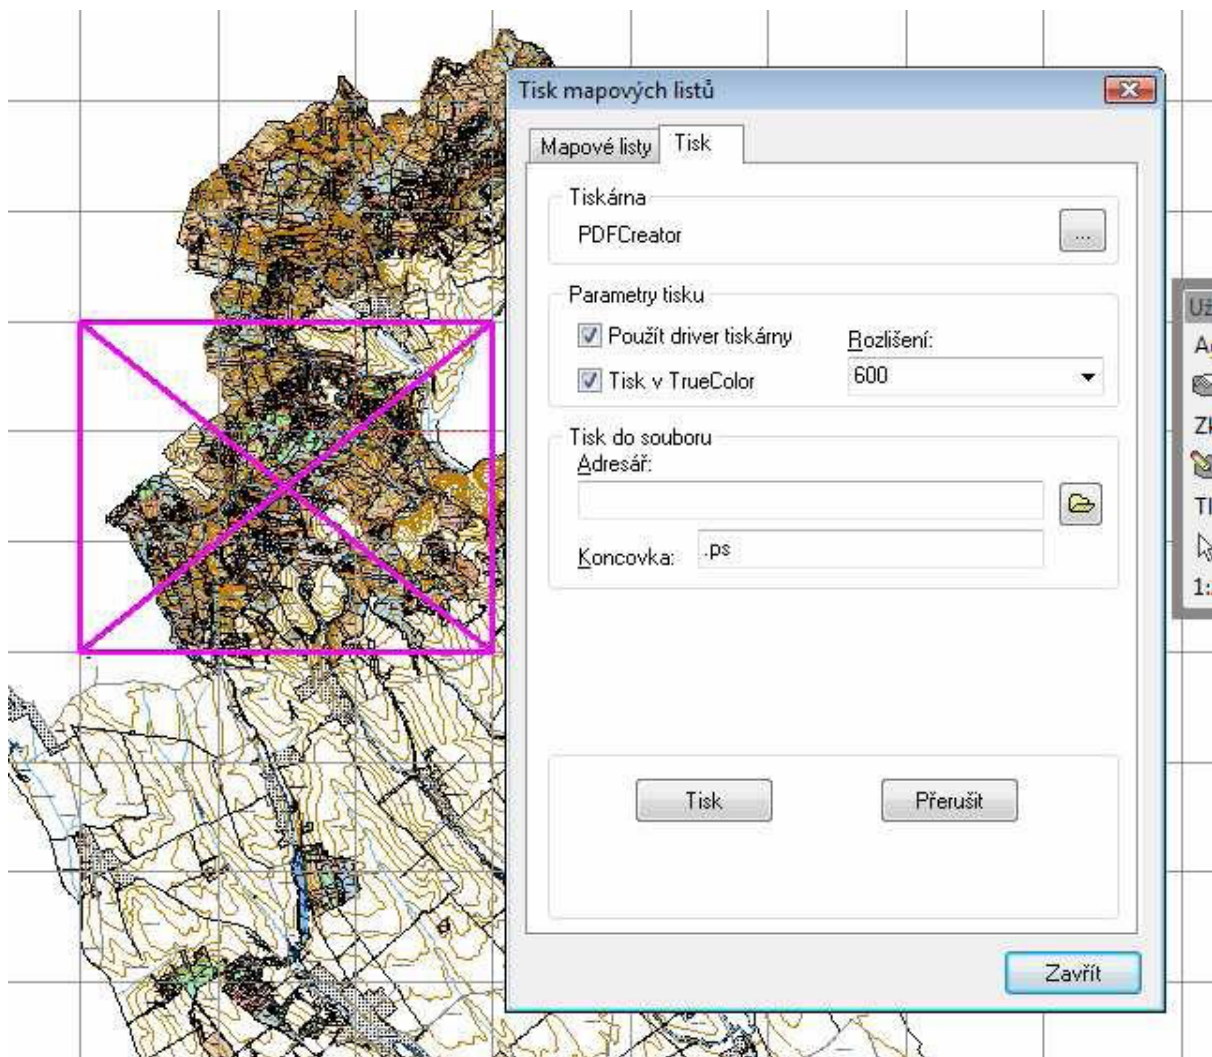 Tisk mapových listů
Mapové listy
Tisk
Tiskárna
PDFCreator
...
Parametry tisku
Použít driver tiskárny
Rozlišení:
Tisk v TrueColor
600
Tisk do souboru
Adresář:
Koncovka:
.ps
Tisk
Přerušit
Zavřít
1: